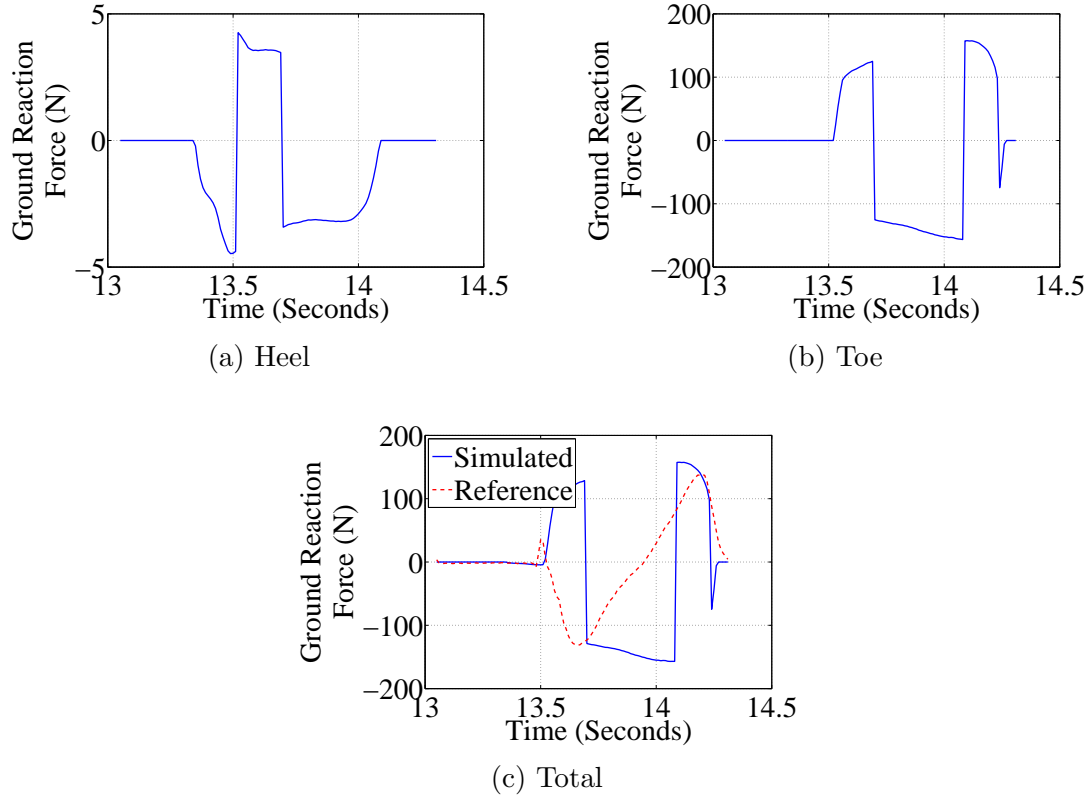 Ground Reaction
Force (N)
5
0
−5
13
13.5
14
14.5
Time (Seconds)
(a) Heel
Ground Reaction
Force (N)
200
100
0
−100
−200
13
13.5
14
14.5
Time (Seconds)
(b) Toe
Ground Reaction
Force (N)
200
100
0
−100
−200
Simulated
Reference
13
13.5
14
14.5
Time (Seconds)
(c) Total